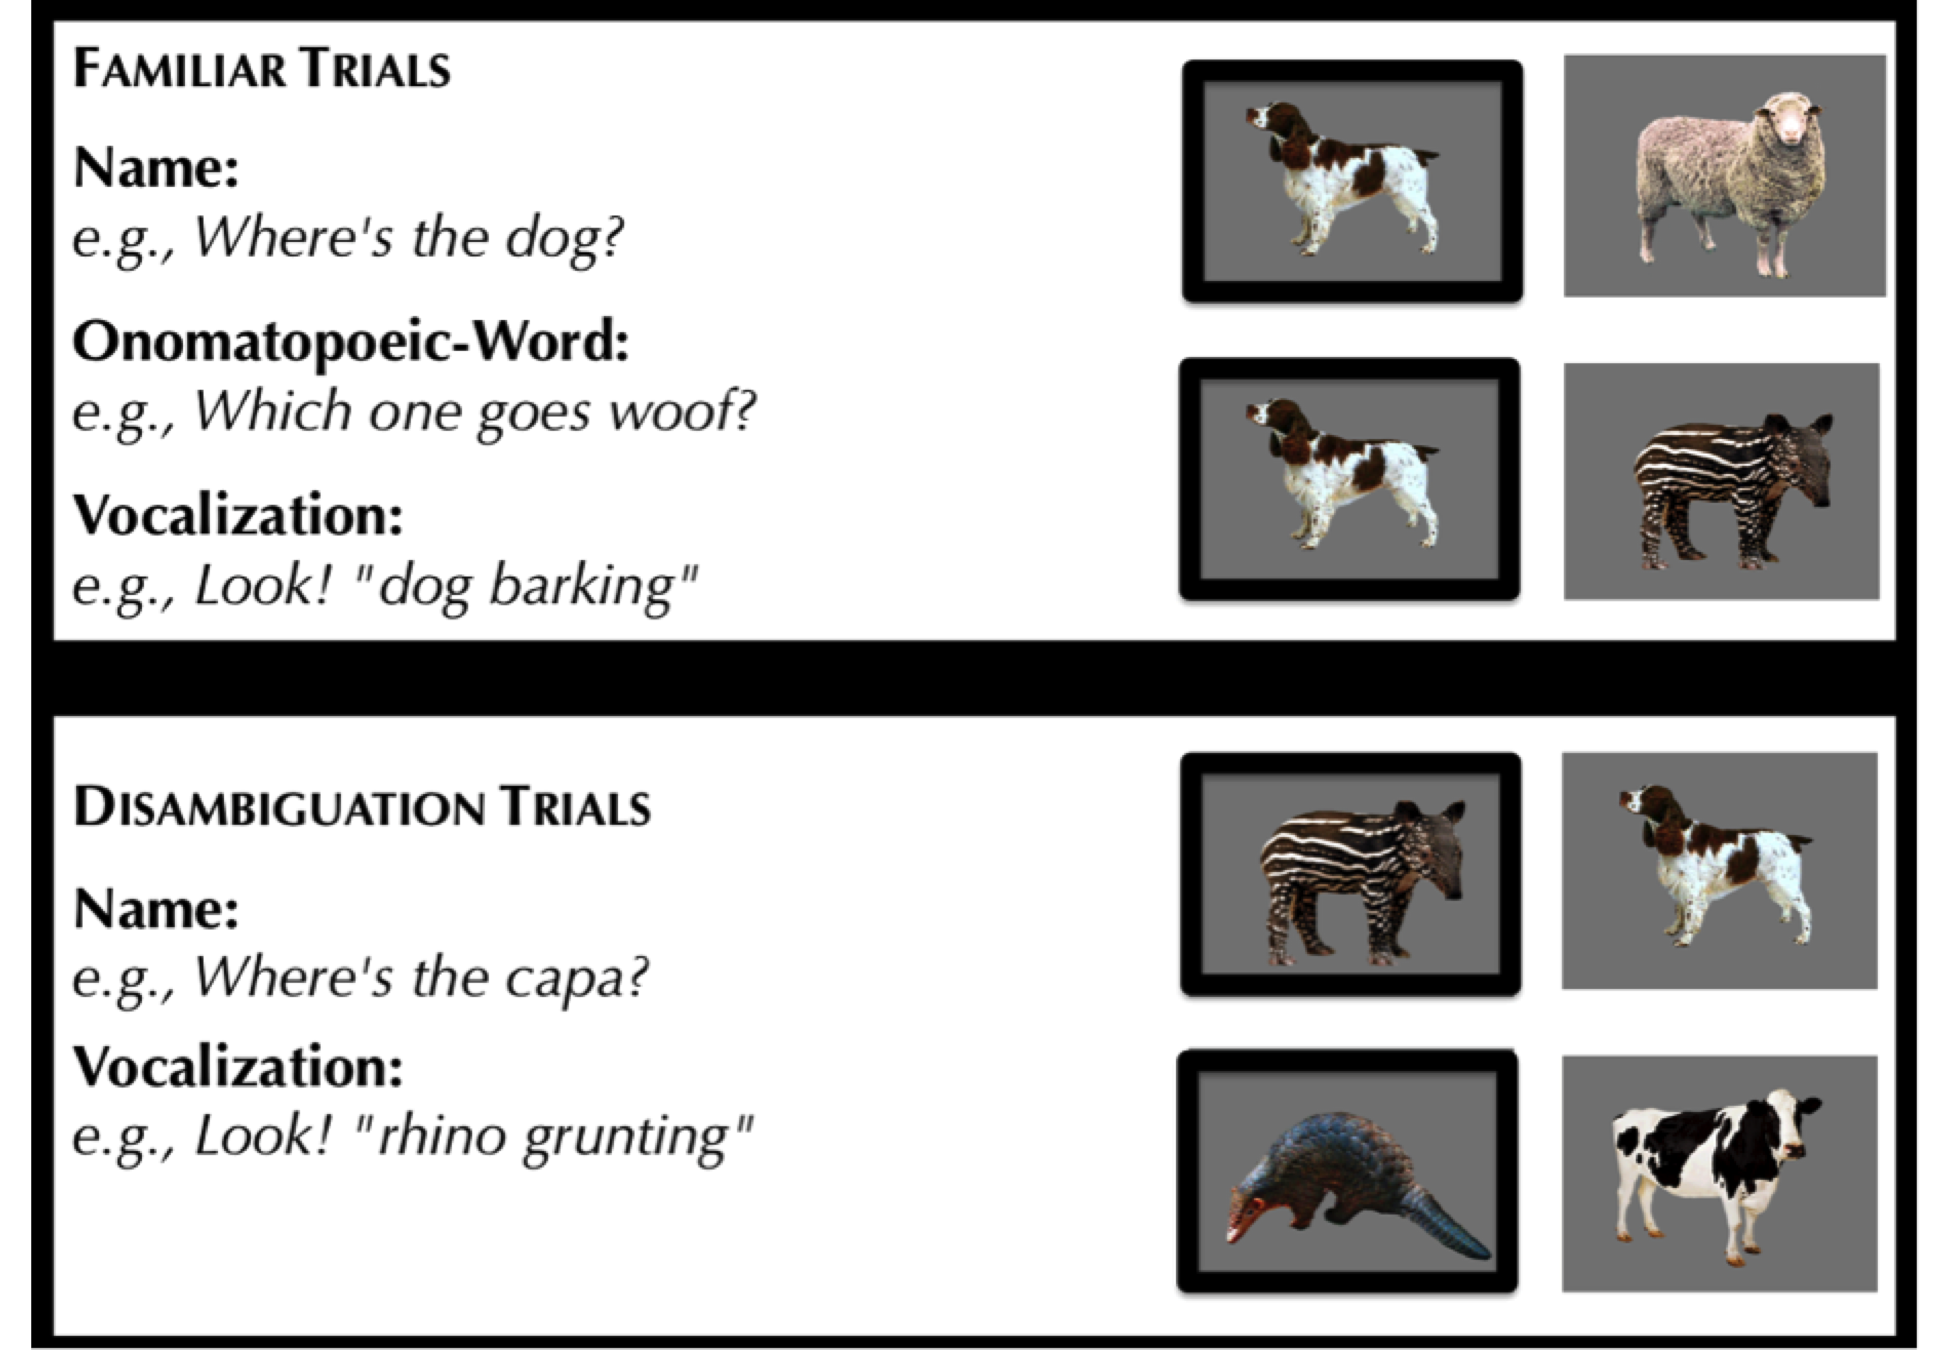 FAMILIAR TRIALS
Name:
e.g., Where's the dog?
Onomatopoeic-Word:
e.g., Which one goes woof?
Vocalization:
e.g., Look! "dog barking"
DISAMBIGUATION TRIALS
Name:
e.g., Where's the capa?
Vocalization:
e.g., Look! "rhino grunting"